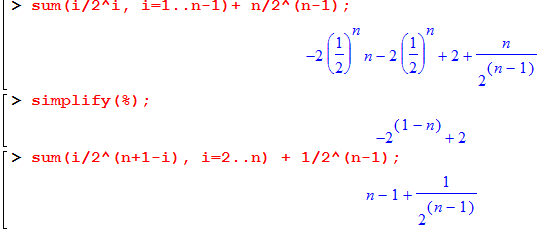 > sum(i/2^i, i=1..n-1)+ n/2^(n-1);
-2 (1/2)^n n - 2 (1/2)^n + 2 + n/2^(n-1)
> simplify(%);
-2^(1-n) + 2
> sum(i/2^(n+1-i), i=2..n) + 1/2^(n-1);
n - 1 + 1/2^(n-1)